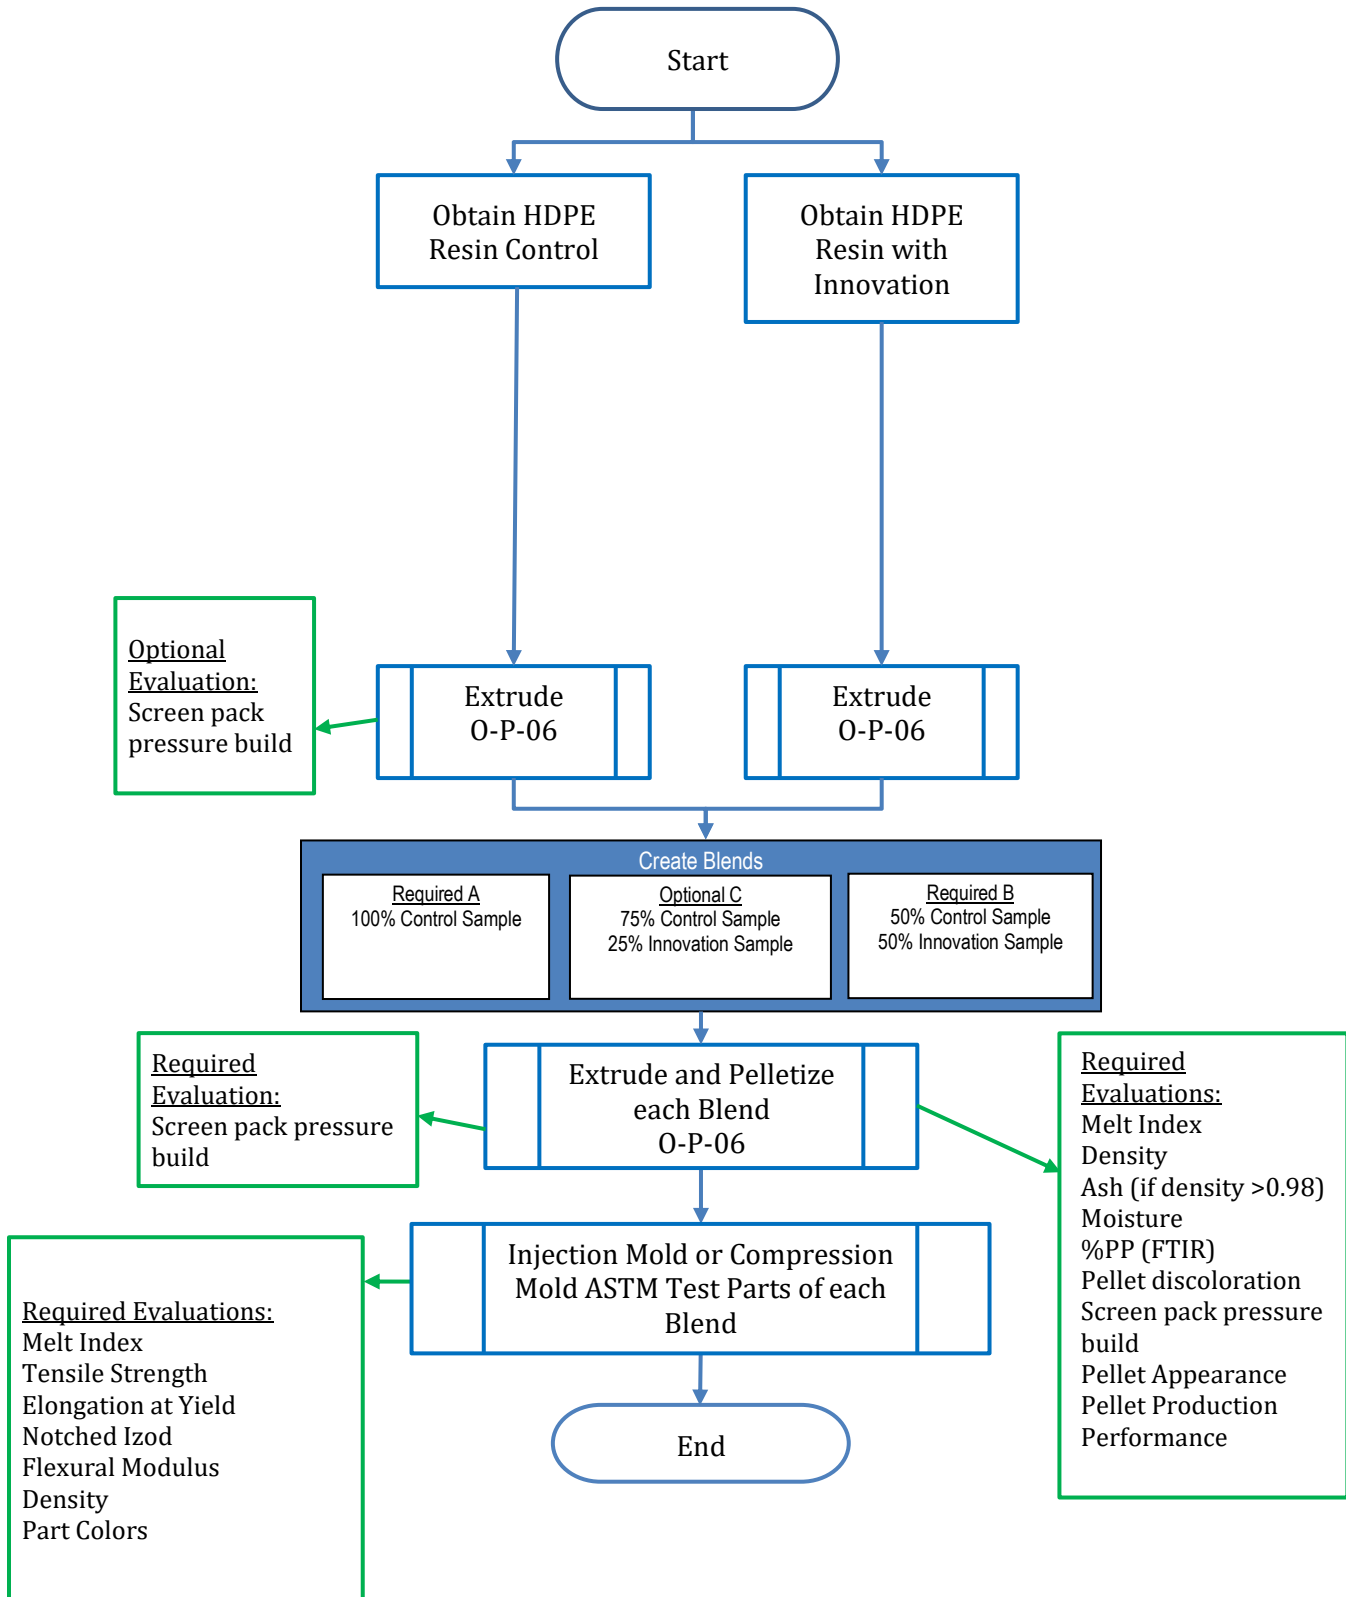 Start
Obtain HDPE
Resin Control
Obtain HDPE
Resin with
Innovation
Optional
Evaluation:
Screen pack
pressure build
Extrude
O-P-06
Extrude
O-P-06
Create Blends
Required A
100% Control Sample
Optional C
75% Control Sample
25% Innovation Sample
Required B
50% Control Sample
50% Innovation Sample
Required
Evaluation:
Screen pack pressure
build
Extrude and Pelletize
each Blend
O-P-06
Required
Evaluations:
Melt Index
Density
Ash (if density >0.98)
Moisture
%PP (FTIR)
Pellet discoloration
Screen pack pressure
build
Pellet Appearance
Pellet Production
Performance
Injection Mold or Compression
Mold ASTM Test Parts of each
Blend
Required Evaluations:
Melt Index
Tensile Strength
Elongation at Yield
Notched Izod
Flexural Modulus
Density
Part Colors
End